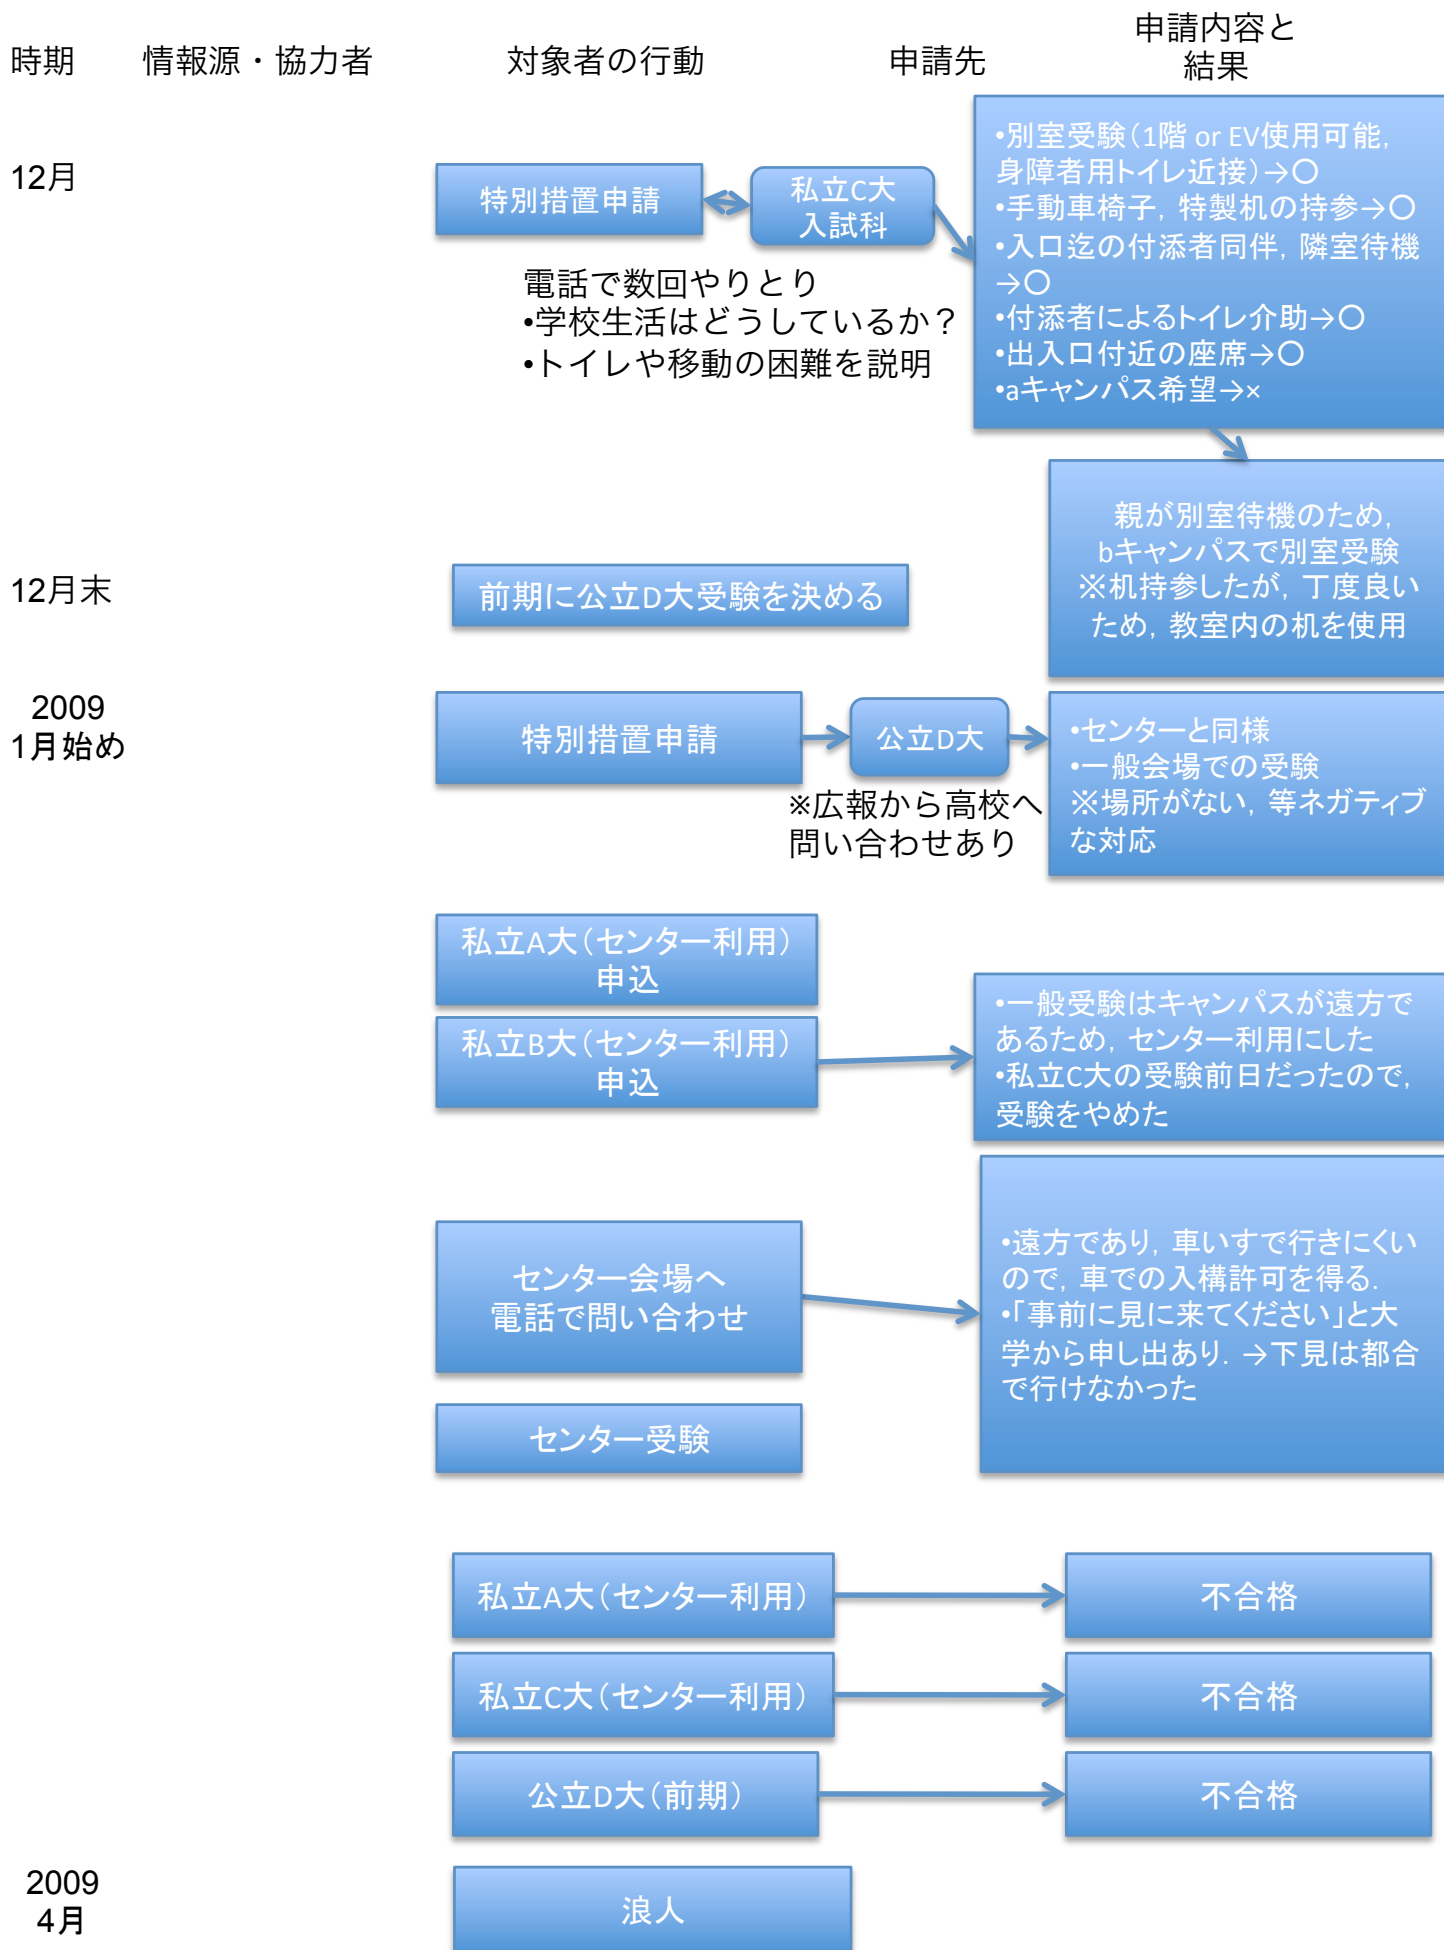 時期
情報源・協力者
対象者の行動
申請先
申請内容と
結果
12月
特別措置申請
私立C大
入試科
電話で数回やりとり
•学校生活はどうしているか？
•トイレや移動の困難を説明
•別室受験（1階 or EV使用可能,
身障者用トイレ近接）→〇
•手動車椅子, 特製机の持参→〇
•入口迄の付添者同伴, 隣室待機
→〇
•付添者によるトイレ介助→〇
•出入口付近の座席→〇
•aキャンパス希望→×
親が別室待機のため,
bキャンパスで別室受験
※机持参したが, 丁度良い
ため, 教室内の机を使用
12月末
前期に公立D大受験を決める
2009
1月始め
特別措置申請
公立D大
※広報から高校へ
問い合わせあり
•センターと同様
•一般会場での受験
※場所がない, 等ネガティブ
な対応
私立A大（センター利用）
申込
私立B大（センター利用）
申込
•一般受験はキャンパスが遠方で
あるため, センター利用にした
•私立C大の受験前日だったので,
受験をやめた
センター会場へ
電話で問い合わせ
•遠方であり, 車いすで行きにくい
ので, 車での入構許可を得る.
•「事前に見に来てください」と大
学から申し出あり. →下見は都合
で行けなかった
センター受験
私立A大（センター利用）
不合格
私立C大（センター利用）
不合格
公立D大（前期）
不合格
2009
4月
浪人